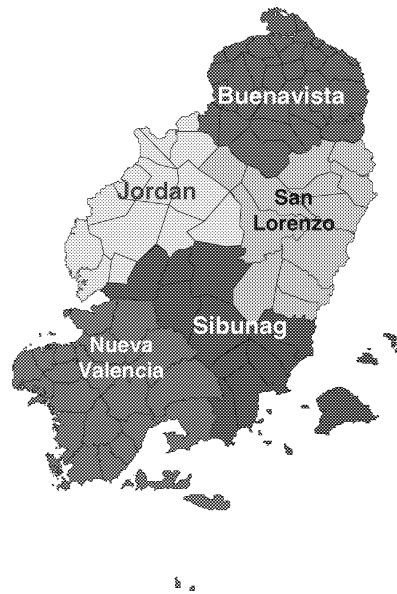 Buenavista
Jordan
San
Lorenzo
Sibunag
Nueva
Valencia